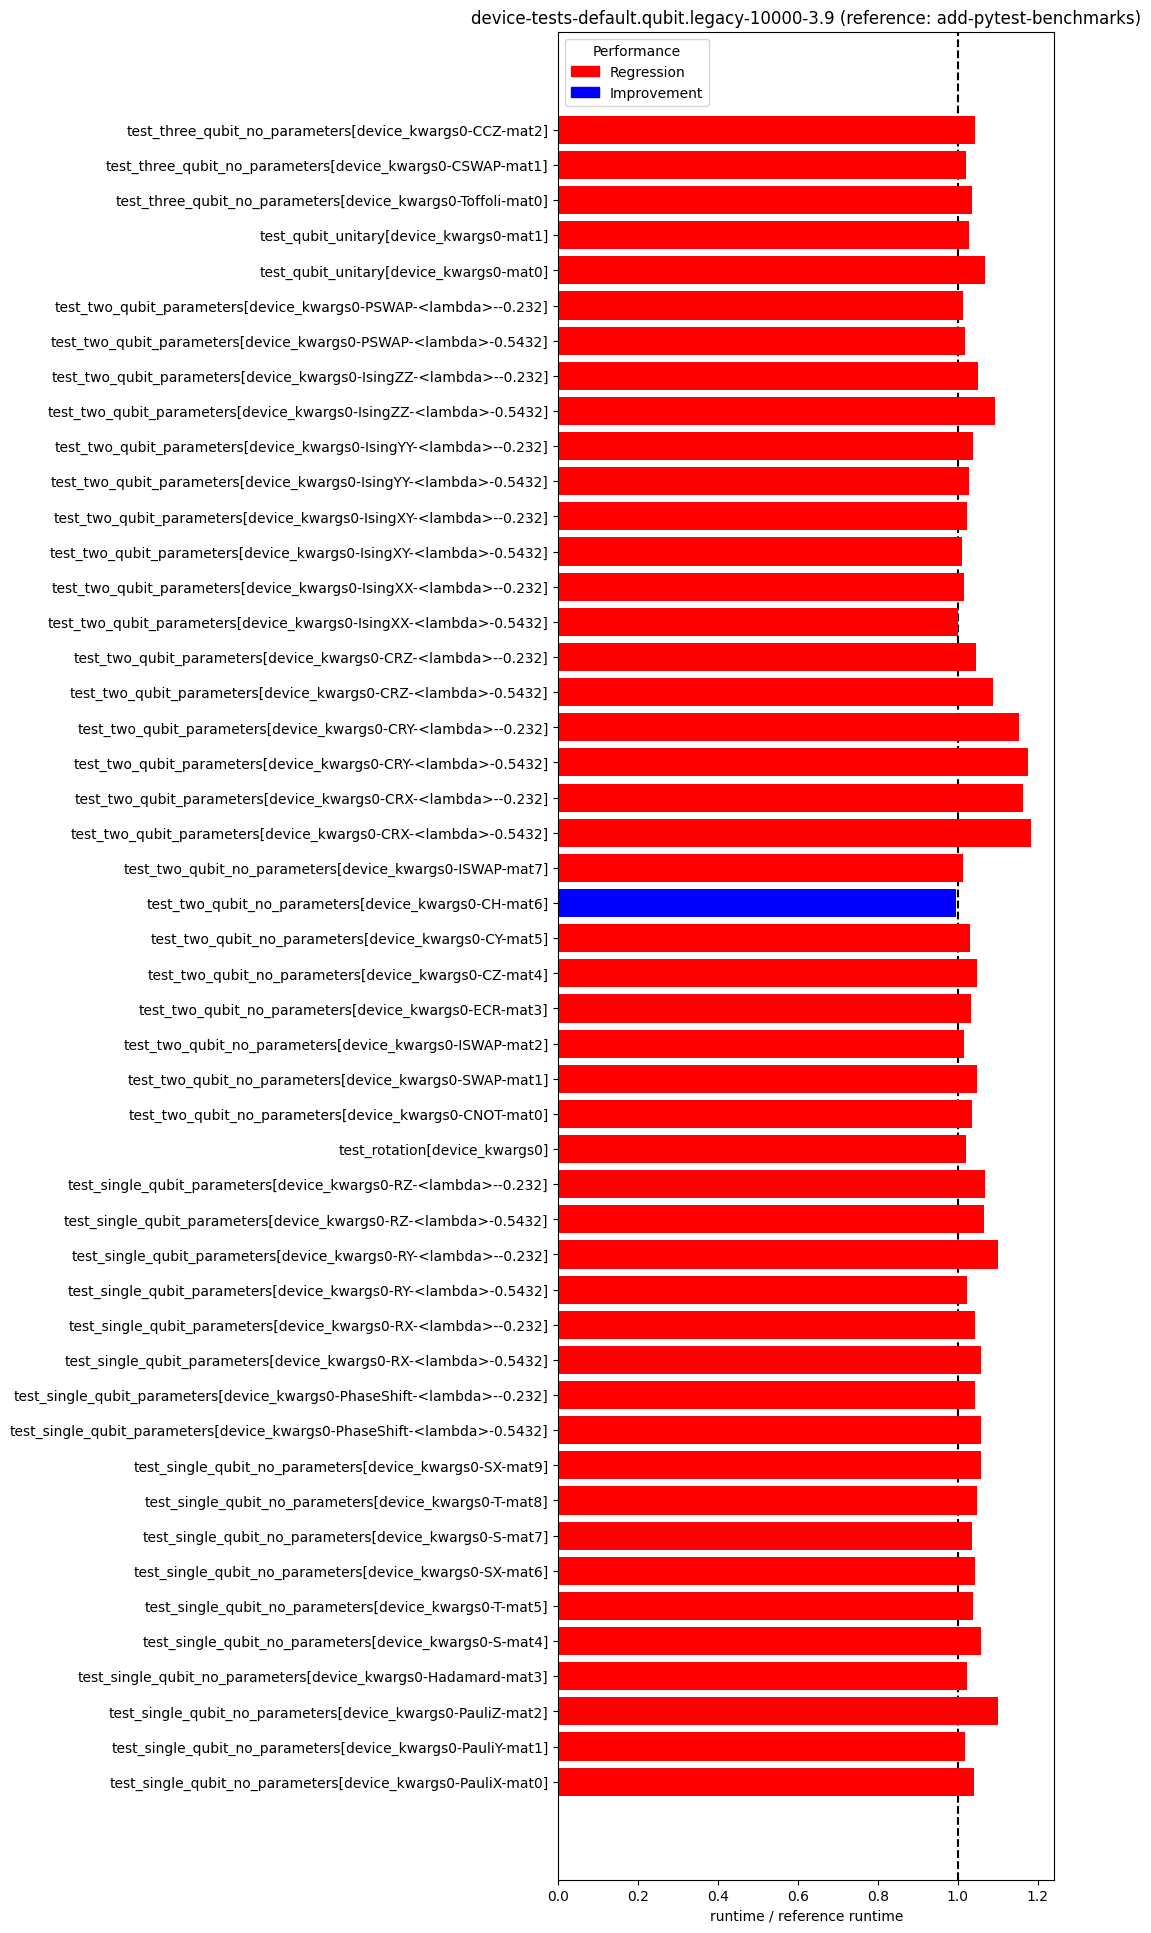 device-tests-default.qubit.legacy-10000-3.9 (reference: add-pytest-benchmarks)
Performance
Regression
Improvement
test_three_qubit_no_parameters[device_kwargs0-CCZ-mat2]
test_three_qubit_no_parameters[device_kwargs0-CSWAP-mat1]
test_three_qubit_no_parameters[device_kwargs0-Toffoli-mat0]
test_qubit_unitary[device_kwargs0-mat1]
test_qubit_unitary[device_kwargs0-mat0]
test_two_qubit_parameters[device_kwargs0-PSWAP-<lambda>--0.232]
test_two_qubit_parameters[device_kwargs0-PSWAP-<lambda>-0.5432]
test_two_qubit_parameters[device_kwargs0-IsingZZ-<lambda>--0.232]
test_two_qubit_parameters[device_kwargs0-IsingZZ-<lambda>-0.5432]
test_two_qubit_parameters[device_kwargs0-IsingYY-<lambda>--0.232]
test_two_qubit_parameters[device_kwargs0-IsingYY-<lambda>-0.5432]
test_two_qubit_parameters[device_kwargs0-IsingXY-<lambda>--0.232]
test_two_qubit_parameters[device_kwargs0-IsingXY-<lambda>-0.5432]
test_two_qubit_parameters[device_kwargs0-IsingXX-<lambda>--0.232]
test_two_qubit_parameters[device_kwargs0-IsingXX-<lambda>-0.5432]
test_two_qubit_parameters[device_kwargs0-CRZ-<lambda>--0.232]
test_two_qubit_parameters[device_kwargs0-CRZ-<lambda>-0.5432]
test_two_qubit_parameters[device_kwargs0-CRY-<lambda>--0.232]
test_two_qubit_parameters[device_kwargs0-CRY-<lambda>-0.5432]
test_two_qubit_parameters[device_kwargs0-CRX-<lambda>--0.232]
test_two_qubit_parameters[device_kwargs0-CRX-<lambda>-0.5432]
test_two_qubit_no_parameters[device_kwargs0-ISWAP-mat7]
test_two_qubit_no_parameters[device_kwargs0-CH-mat6]
test_two_qubit_no_parameters[device_kwargs0-CY-mat5]
test_two_qubit_no_parameters[device_kwargs0-CZ-mat4]
test_two_qubit_no_parameters[device_kwargs0-ECR-mat3]
test_two_qubit_no_parameters[device_kwargs0-ISWAP-mat2]
test_two_qubit_no_parameters[device_kwargs0-SWAP-mat1]
test_two_qubit_no_parameters[device_kwargs0-CNOT-mat0]
test_rotation[device_kwargs0]
test_single_qubit_parameters[device_kwargs0-RZ-<lambda>--0.232]
test_single_qubit_parameters[device_kwargs0-RZ-<lambda>-0.5432]
test_single_qubit_parameters[device_kwargs0-RY-<lambda>--0.232]
test_single_qubit_parameters[device_kwargs0-RY-<lambda>-0.5432]
test_single_qubit_parameters[device_kwargs0-RX-<lambda>--0.232]
test_single_qubit_parameters[device_kwargs0-RX-<lambda>-0.5432]
test_single_qubit_parameters[device_kwargs0-PhaseShift-<lambda>--0.232]
test_single_qubit_parameters[device_kwargs0-PhaseShift-<lambda>-0.5432]
test_single_qubit_no_parameters[device_kwargs0-SX-mat9]
test_single_qubit_no_parameters[device_kwargs0-T-mat8]
test_single_qubit_no_parameters[device_kwargs0-S-mat7]
test_single_qubit_no_parameters[device_kwargs0-SX-mat6]
test_single_qubit_no_parameters[device_kwargs0-T-mat5]
test_single_qubit_no_parameters[device_kwargs0-S-mat4]
test_single_qubit_no_parameters[device_kwargs0-Hadamard-mat3]
test_single_qubit_no_parameters[device_kwargs0-PauliZ-mat2]
test_single_qubit_no_parameters[device_kwargs0-PauliY-mat1]
test_single_qubit_no_parameters[device_kwargs0-PauliX-mat0]
0.0 0.2 0.4 0.6 0.8 1.0 1.2
runtime / reference runtime